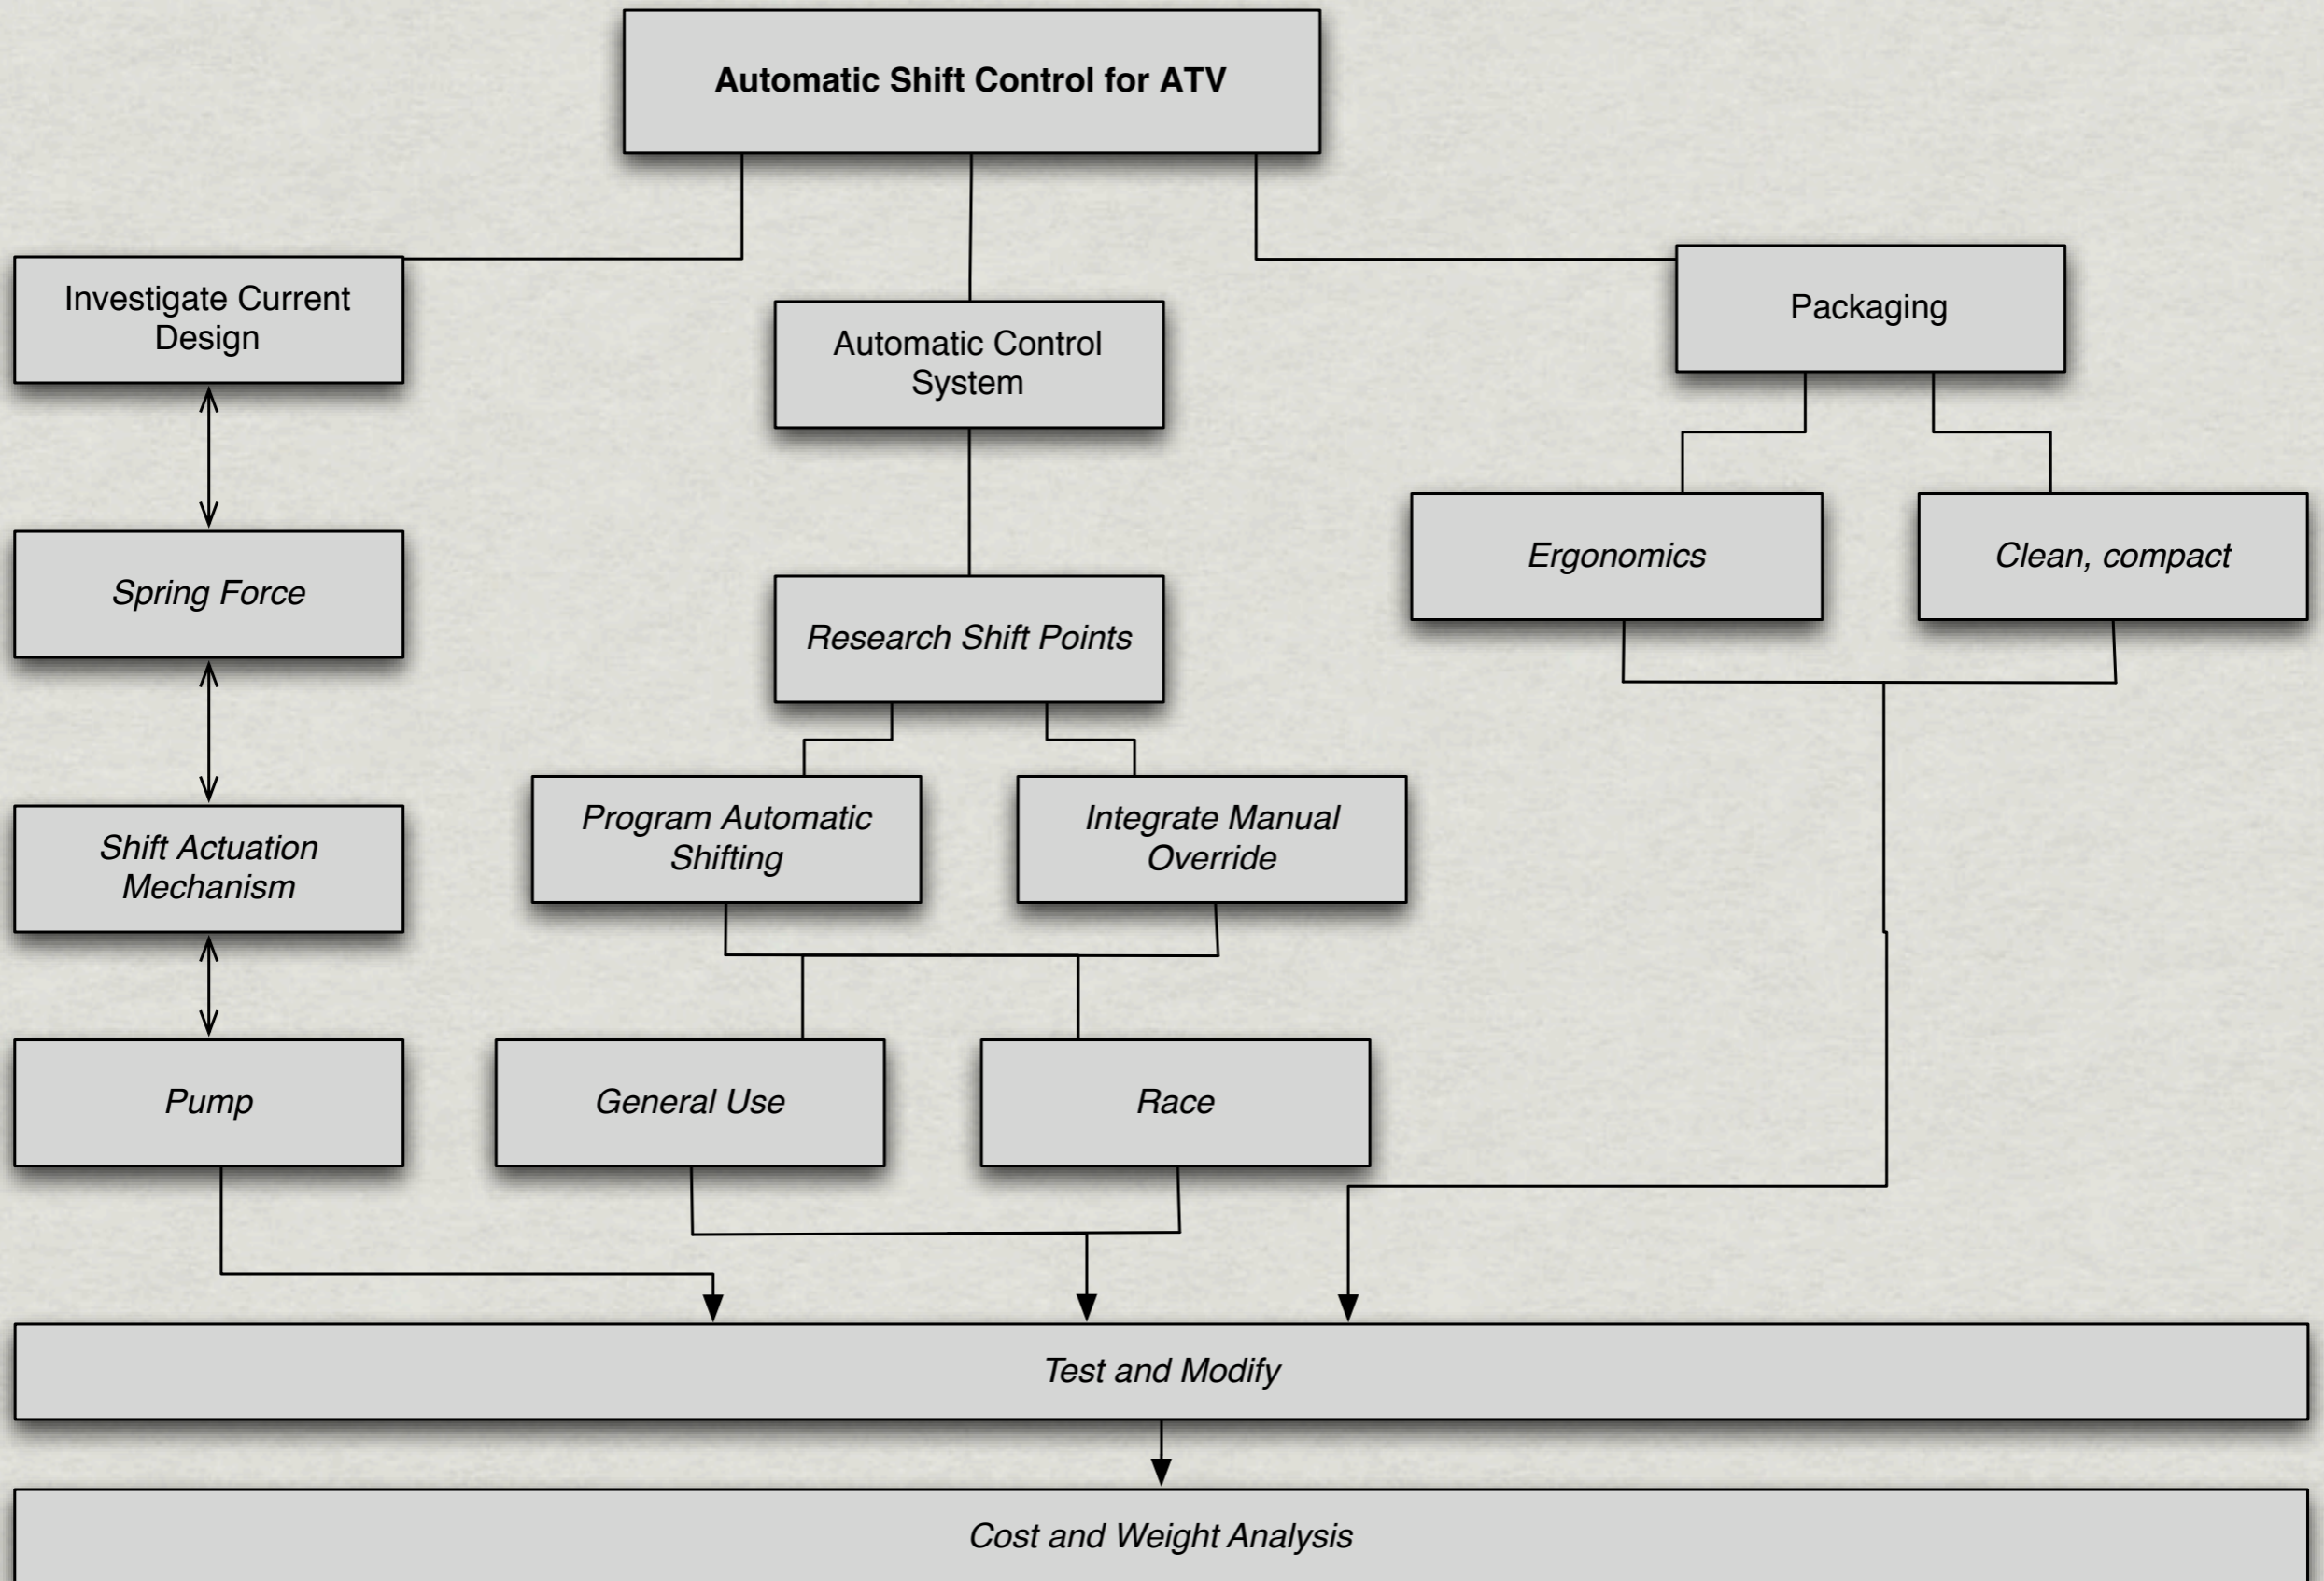 Automatic Shift Control for ATV
Investigate Current
Design
Automatic Control
System
Packaging
Spring Force
Research Shift Points
Ergonomics
Clean, compact
Shift Actuation
Mechanism
Program Automatic
Shifting
Integrate Manual
Override
Pump
General Use
Race
Test and Modify
Cost and Weight Analysis